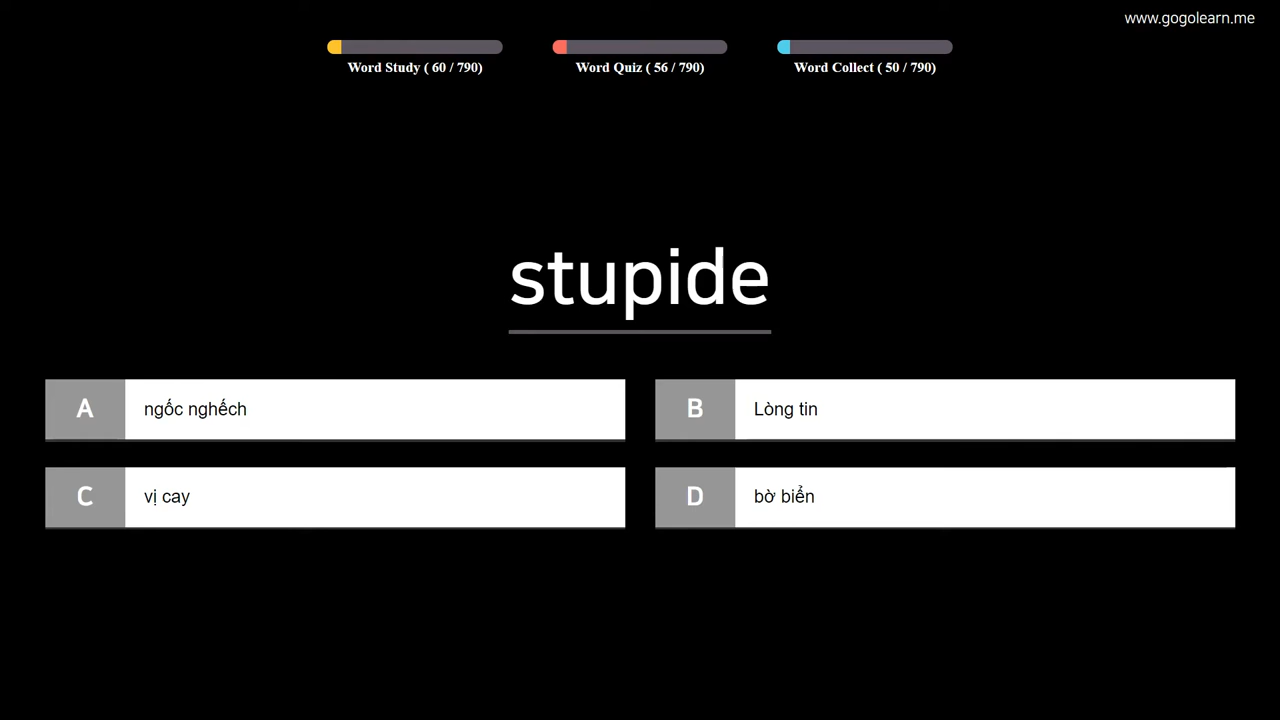 www.gogolearn.me
Word Study ( 60 / 790)
Word Quiz ( 56 / 790)
Word Collect ( 50 / 790)
stupide
A ngốc nghếch
B Lòng tin
C vị cay
D bờ biển